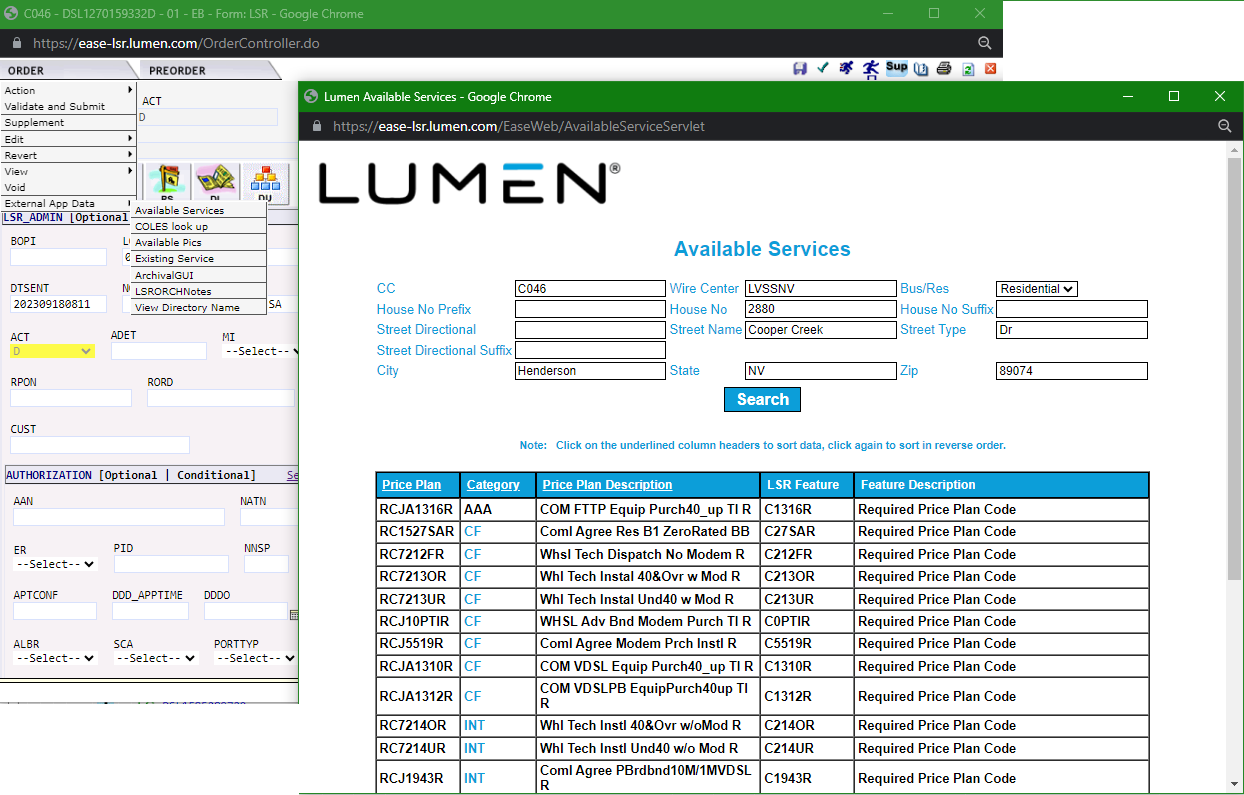 C046 - DSL1270159332D - 01 - EB - Form: LSR - Google Chrome
https://ease-lsr.lumen.com/OrderController.do
ORDER PREORDER
Sup
Action
Validate and Submit
Supplement
Edit
Revert
View
Void
External App Data
ACT
D
Available Services
COLES look up
Available Pics
Existing Service
ArchivalGUI
LSRORCHNotes
View Directory Name
LSR_ADMIN [Optional
BOPI
DTSENT
202309180811 SA
ACT ADET MI
D --Select--
RPON RORD
CUST
AUTHORIZATION [Optional | Conditional] Se
AAN NATN
ER PID NNSP
--Select--
APTCONF DDD_APPTIME DDDO
ALBR SCA PORTTYP
--Select-- --Select-- --Select--
Lumen Available Services - Google Chrome
https://ease-lsr.lumen.com/EaseWeb/AvailableServiceServlet
LUMEN®
Available Services
CC C046 Wire Center LVSSNV Bus/Res Residential
House No Prefix House No 2880 House No Suffix
Street Directional Street Name Cooper Creek Street Type Dr
Street Directional Suffix
City Henderson State NV Zip 89074
Search
Note: Click on the underlined column headers to sort data, click again to sort in reverse order.
Price Plan Category Price Plan Description LSR Feature Feature Description
RCJA1316R AAA COM FTTP Equip Purch40_up TI R C1316R Required Price Plan Code
RC1527SAR CF Coml Agree Res B1 ZeroRated BB C27SAR Required Price Plan Code
RC7212FR CF Whsl Tech Dispatch No Modem R C212FR Required Price Plan Code
RC7213OR CF Whl Tech Instal 40&Ovr w Mod R C213OR Required Price Plan Code
RC7213UR CF Whl Tech Instal Und40 w Mod R C213UR Required Price Plan Code
RCJ10PTIR CF WHSL Adv Bnd Modem Purch TI R C0PTIR Required Price Plan Code
RCJ5519R CF Coml Agree Modem Prch Instl R C5519R Required Price Plan Code
RCJA1310R CF COM VDSL Equip Purch40_up TI R C1310R Required Price Plan Code
RCJA1312R CF COM VDSLPB EquipPurch40up TI
R C1312R Required Price Plan Code
RC7214OR INT Whl Tech Instl 40&Ovr w/oMod R C214OR Required Price Plan Code
RC7214UR INT Whl Tech Instl Und40 w/o Mod R C214UR Required Price Plan Code
RCJ1943R INT Coml Agree PBrdbnd10M/1MVDSL
R C1943R Required Price Plan Code